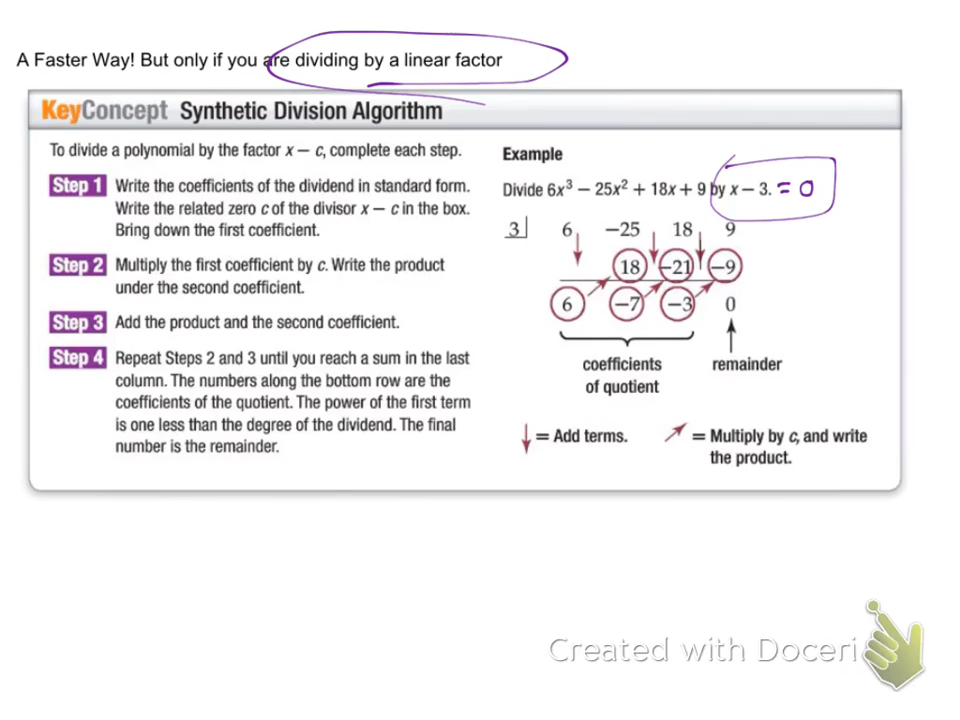 A Faster Way! But only if you are dividing by a linear factor
KeyConcept Synthetic Division Algorithm
To divide a polynomial by the factor x – c, complete each step.
Step 1 Write the coefficients of the dividend in standard form.
Write the related zero c of the divisor x – c in the box.
Bring down the first coefficient.
Step 2 Multiply the first coefficient by c. Write the product
under the second coefficient.
Step 3 Add the product and the second coefficient.
Step 4 Repeat Steps 2 and 3 until you reach a sum in the last
column. The numbers along the bottom row are the
coefficients of the quotient. The power of the first term
is one less than the degree of the dividend. The final
number is the remainder.
Example
Divide 6x³ – 25x² + 18x + 9 by x – 3. = 0
3| 6 −25 18 9
18 −21 −9
6 −7 −3 0
coefficients remainder
of quotient
↓ = Add terms. ↗ = Multiply by c, and write
the product.
Created with Doceri